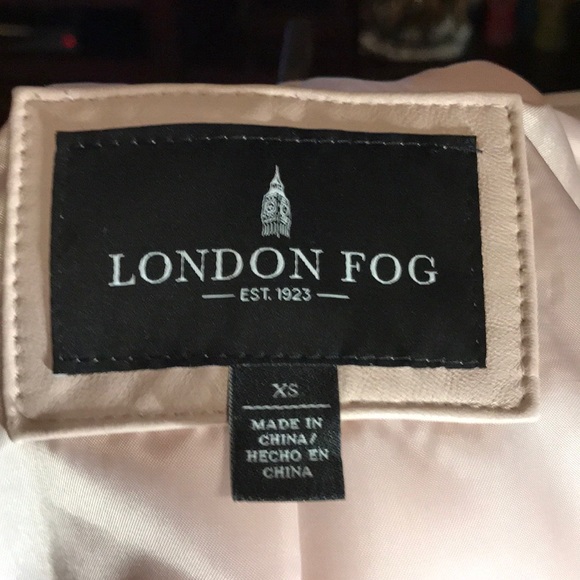 LONDON FOG
EST. 1923
XS
MADE IN
CHINA/
HECHO EN
CHINA